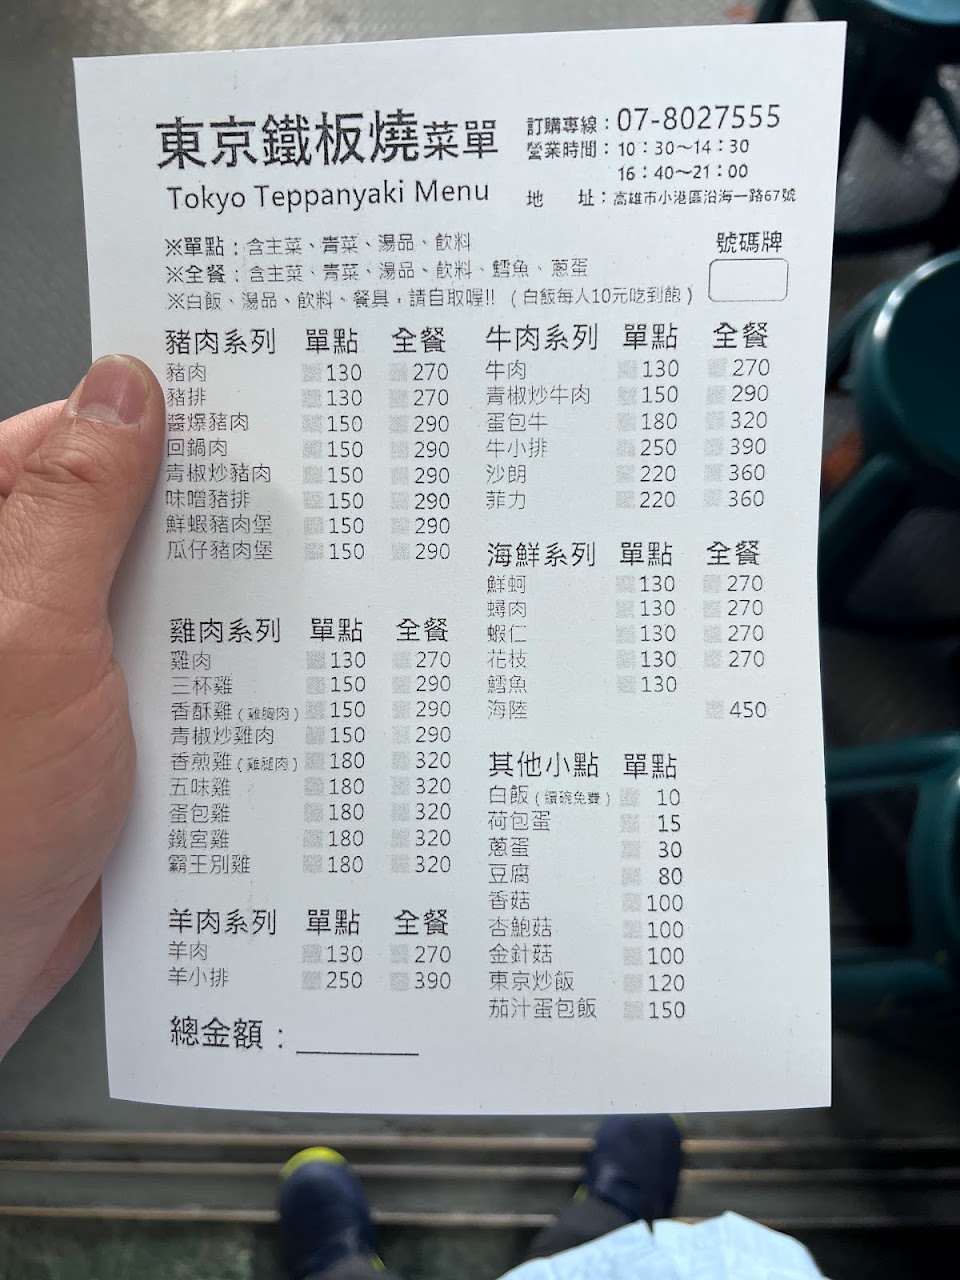 東京鐵板燒菜單
Tokyo Teppanyaki Menu
訂購專線：07-8027555
營業時間：10：30～14：30
16：40～21：00
地　址：高雄市小港區沿海一路67號
※單點：含主菜、青菜、湯品、飲料
※全餐：含主菜、青菜、湯品、飲料、鱈魚、蔥蛋
※白飯、湯品、飲料、餐具，請自取喔!!（白飯每人10元吃到飽）
號碼牌
豬肉系列 單點 全餐
豬肉 130 270
豬排 130 270
醬爆豬肉 150 290
回鍋肉 150 290
青椒炒豬肉 150 290
味噌豬排 150 290
鮮蝦豬肉堡 150 290
瓜仔豬肉堡 150 290
雞肉系列 單點 全餐
雞肉 130 270
三杯雞 150 290
香酥雞（雞胸肉） 150 290
青椒炒雞肉 150 290
香煎雞（雞腿肉） 180 320
五味雞 180 320
蛋包雞 180 320
鐵宮雞 180 320
霸王別雞 180 320
羊肉系列 單點 全餐
羊肉 130 270
羊小排 250 390
總金額：
牛肉系列 單點 全餐
牛肉 130 270
青椒炒牛肉 150 290
蛋包牛 180 320
牛小排 250 390
沙朗 220 360
菲力 220 360
海鮮系列 單點 全餐
鮮蚵 130 270
蟳肉 130 270
蝦仁 130 270
花枝 130 270
鱈魚 130
海陸 450
其他小點 單點
白飯（續碗免費） 10
荷包蛋 15
蔥蛋 30
豆腐 80
香菇 100
杏鮑菇 100
金針菇 100
東京炒飯 120
茄汁蛋包飯 150